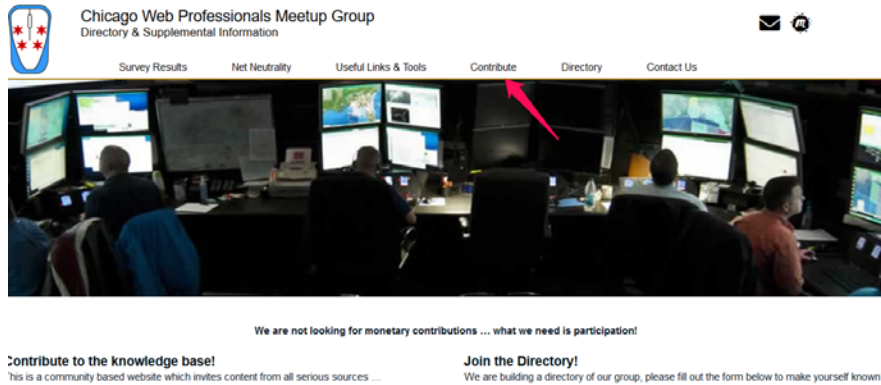 Chicago Web Professionals Meetup Group
Directory & Supplemental Information
Survey Results Net Neutrality Useful Links & Tools Contribute Directory Contact Us
We are not looking for monetary contributions ... what we need is participation!
Contribute to the knowledge base!
This is a community based website which invites content from all serious sources ...
Join the Directory!
We are building a directory of our group, please fill out the form below to make yourself known